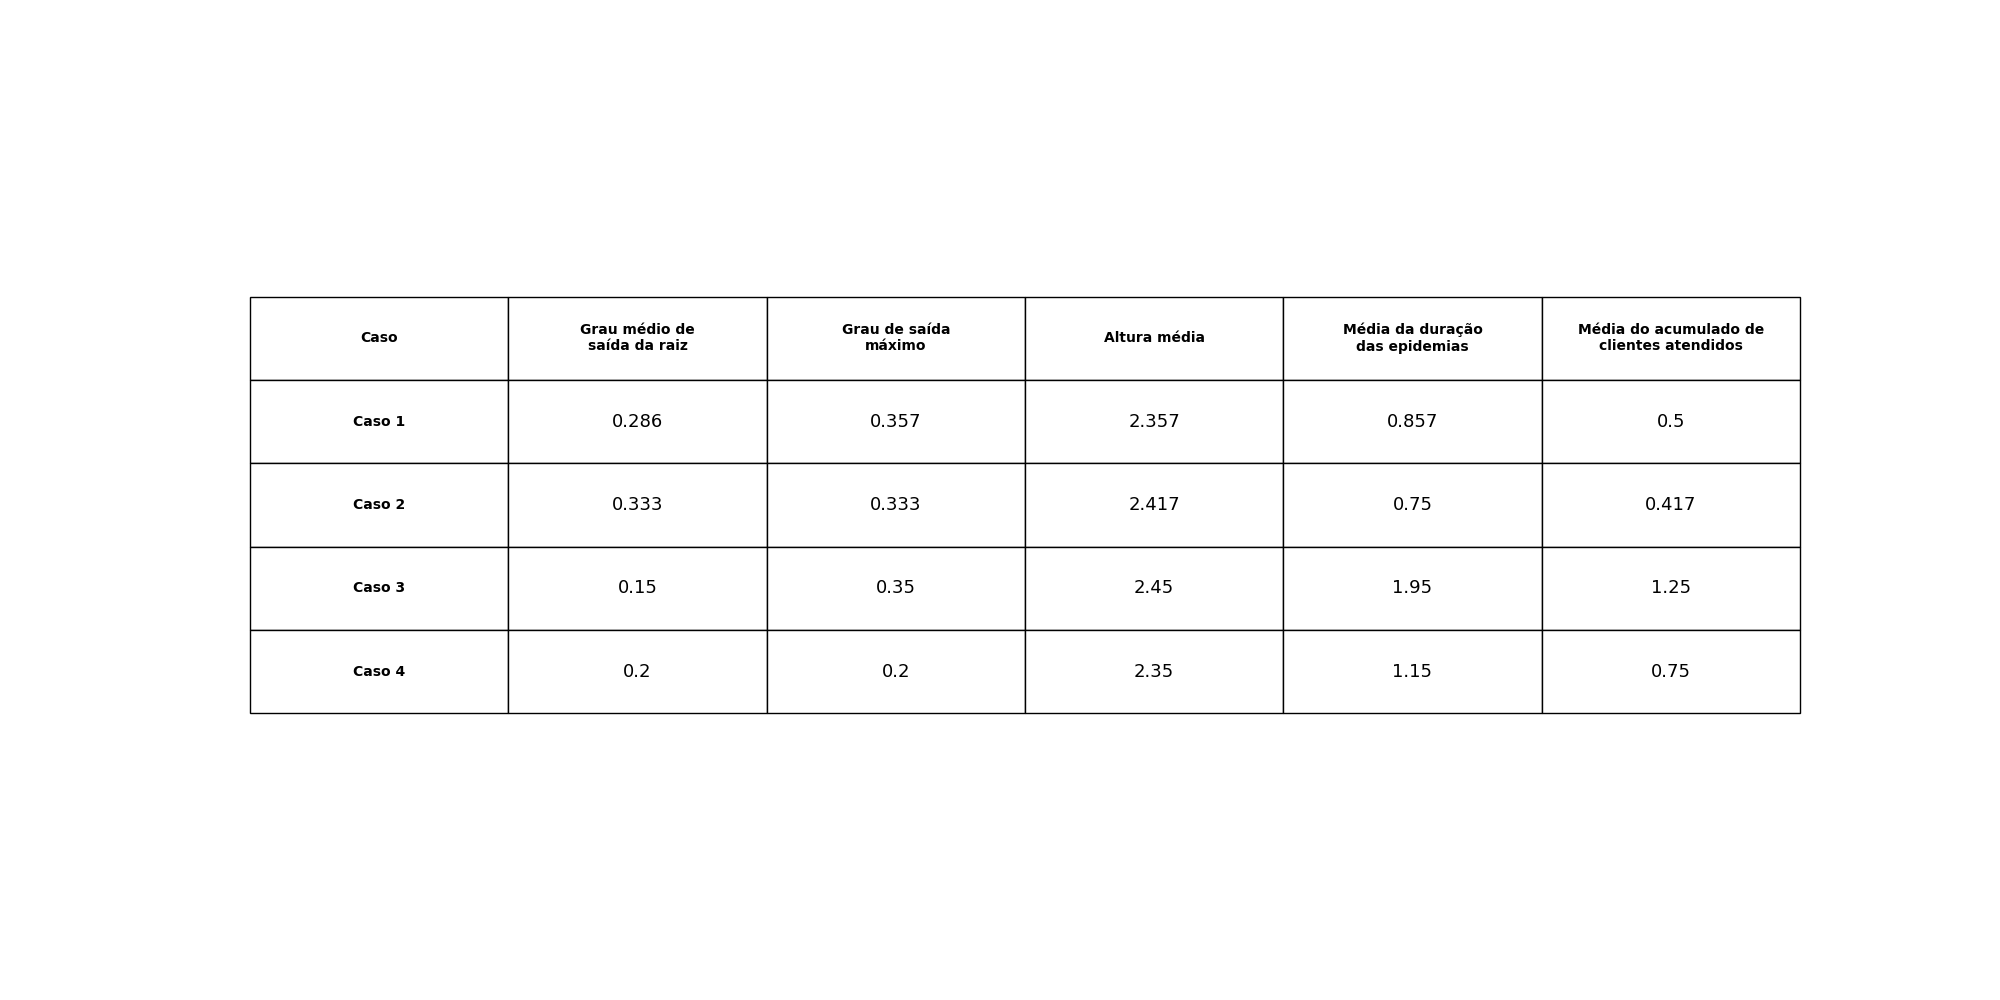 Caso
Grau médio de
saída da raiz
Grau de saída
máximo
Altura média
Média da duração
das epidemias
Média do acumulado de
clientes atendidos
Caso 1
0.286
0.357
2.357
0.857
0.5
Caso 2
0.333
0.333
2.417
0.75
0.417
Caso 3
0.15
0.35
2.45
1.95
1.25
Caso 4
0.2
0.2
2.35
1.15
0.75